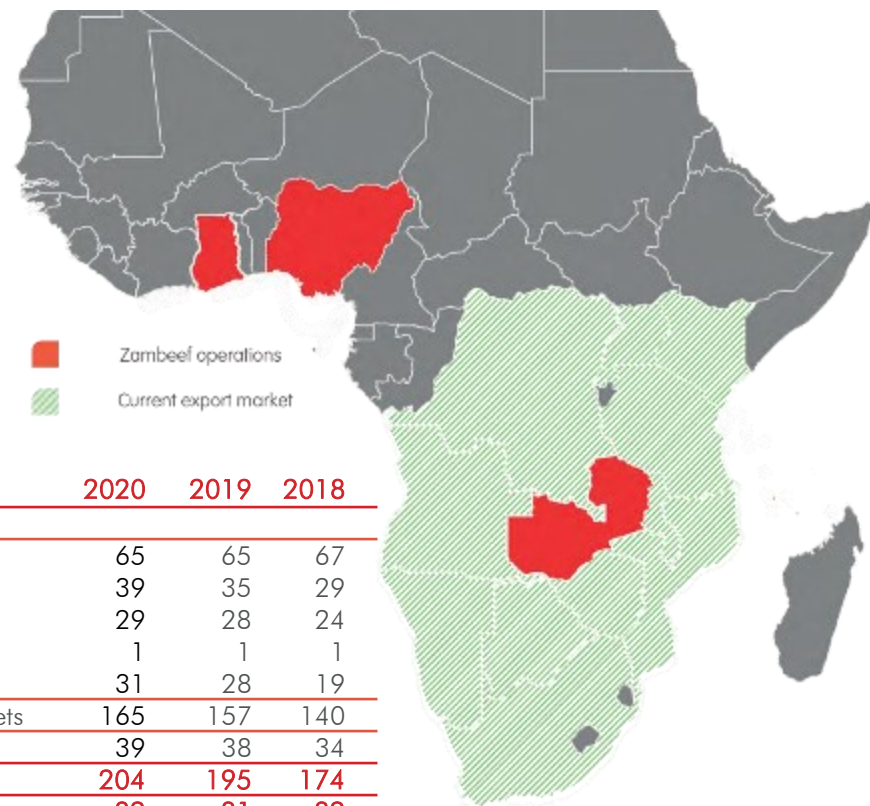 Zambeef operations
Current export market
2020 2019 2018
65 65 67
39 35 29
29 28 24
1 1 1
31 28 19
ets 165 157 140
39 38 34
204 195 174